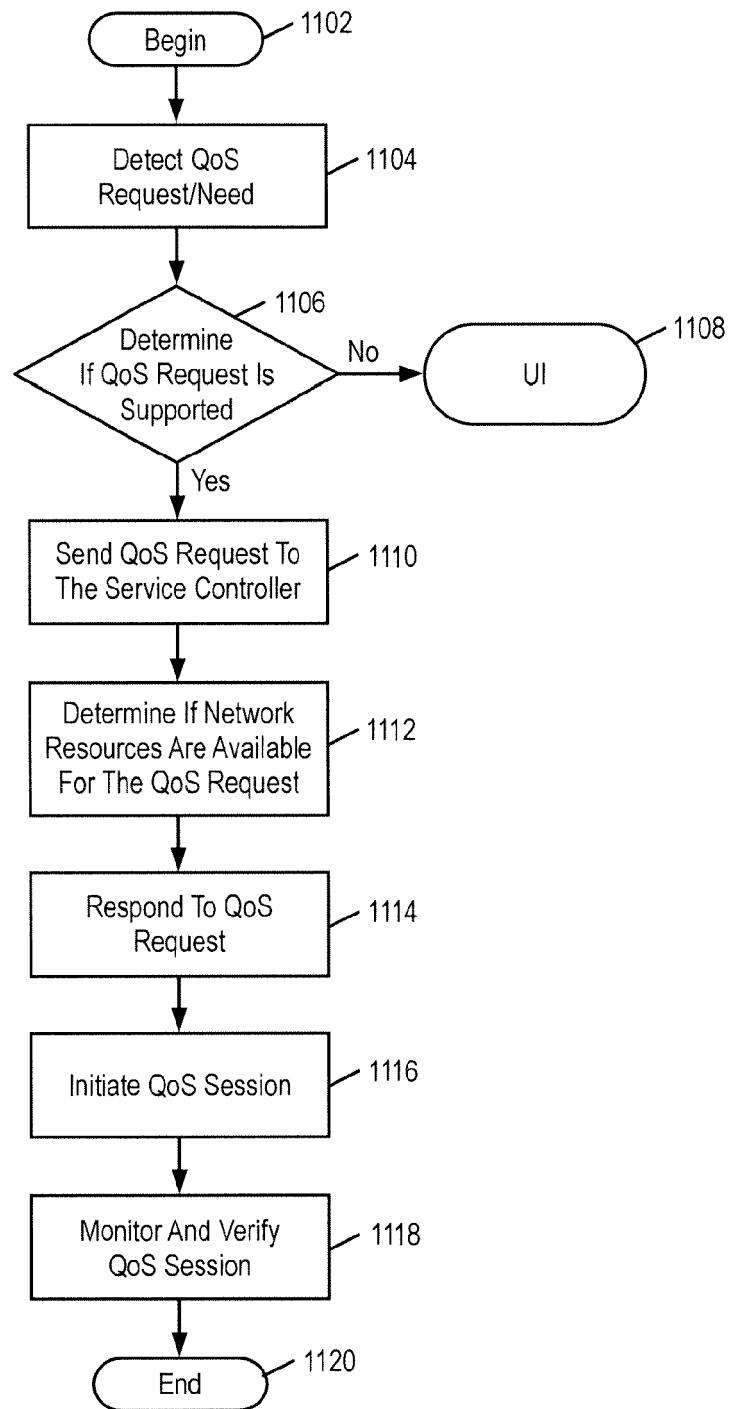 Begin
1102
Detect QoS
Request/Need
1104
1106
Determine
If QoS Request Is
Supported
No
UI
1108
Yes
Send QoS Request To
The Service Controller
1110
Determine If Network
Resources Are Available
For The QoS Request
1112
Respond To QoS
Request
1114
Initiate QoS Session
1116
Monitor And Verify
QoS Session
1118
End
1120